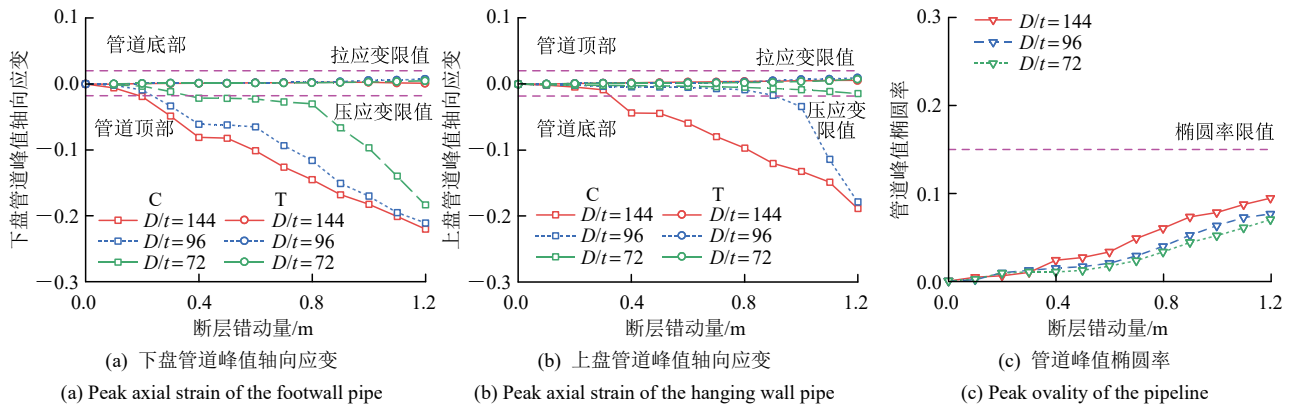 下盘管道峰值轴向应变
0.1
0.0
−0.1
−0.2
−0.3
管道底部
拉应变限值
管道顶部
压应变限值
C T
D/t=144 D/t=144
D/t=96 D/t=96
D/t=72 D/t=72
0.0 0.4 0.8 1.2
断层错动量/m
(a) 下盘管道峰值轴向应变
(a) Peak axial strain of the footwall pipe
上盘管道峰值轴向应变
0.1
0.0
−0.1
−0.2
−0.3
管道顶部
拉应变限值
管道底部
压应变
限值
C T
D/t=144 D/t=144
D/t=96 D/t=96
D/t=72 D/t=72
0.0 0.4 0.8 1.2
断层错动量/m
(b) 上盘管道峰值轴向应变
(b) Peak axial strain of the hanging wall pipe
管道峰值椭圆率
0.3
0.2
0.1
0.0
D/t=144
D/t=96
D/t=72
椭圆率限值
0.0 0.4 0.8 1.2
断层错动量/m
(c) 管道峰值椭圆率
(c) Peak ovality of the pipeline